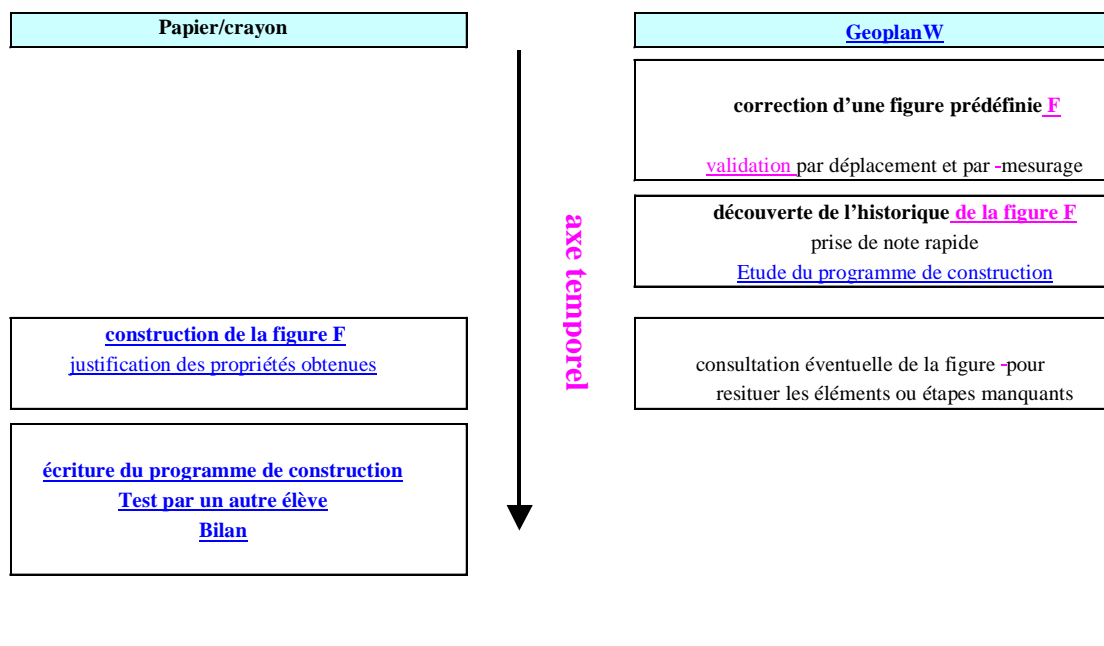 Papier/crayon
GeoplanW
correction d’une figure prédéfinie F
validation par déplacement et par -mesurage
découverte de l’historique de la figure F
prise de note rapide
Etude du programme de construction
axe temporel
construction de la figure F
justification des propriétés obtenues
consultation éventuelle de la figure -pour
resituer les éléments ou étapes manquants
écriture du programme de construction
Test par un autre élève
Bilan